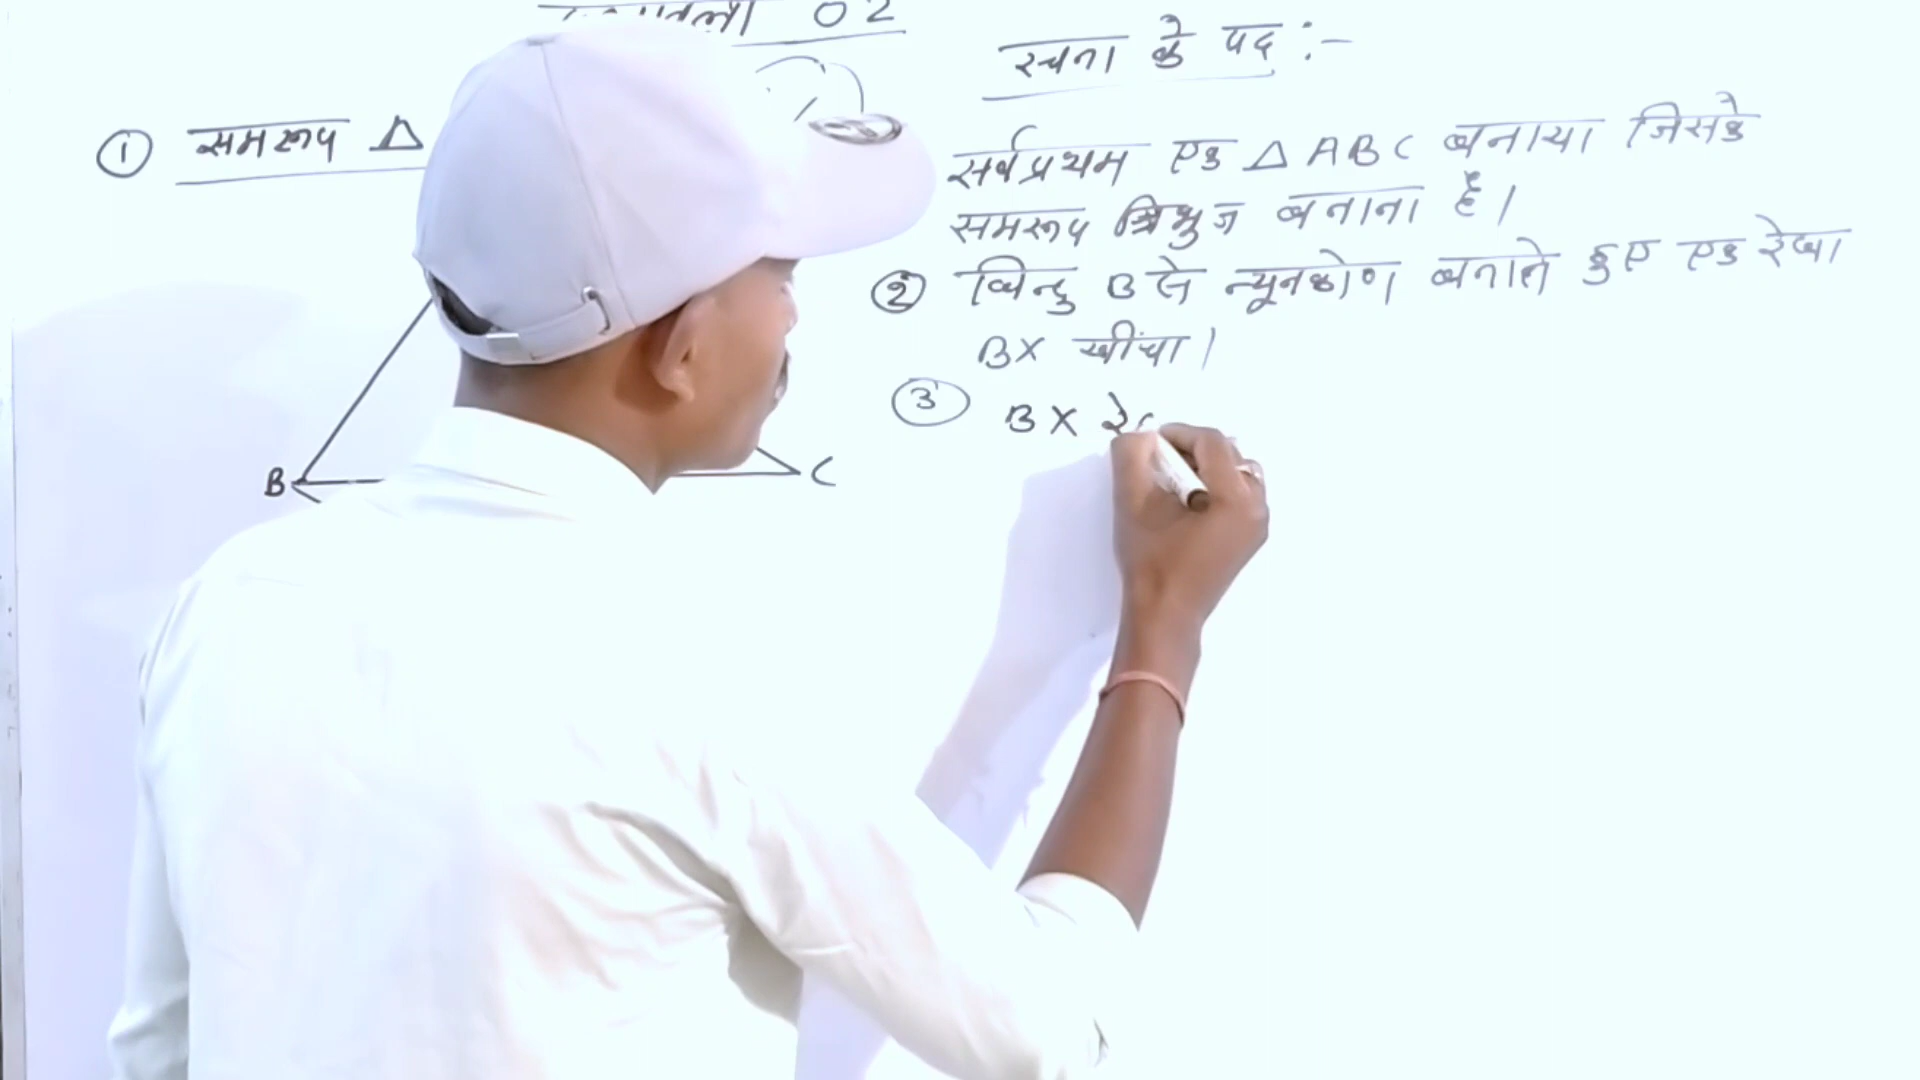 02
① समरूप Δ
B
C
रचना के पद :-
सर्वप्रथम एक Δ ABC बनाया जिसके
समरूप त्रिभुज बनाना है।
② बिन्दु B से न्यूनकोण बनाते हुए एक रेखा
BX खींचा।
③ BX